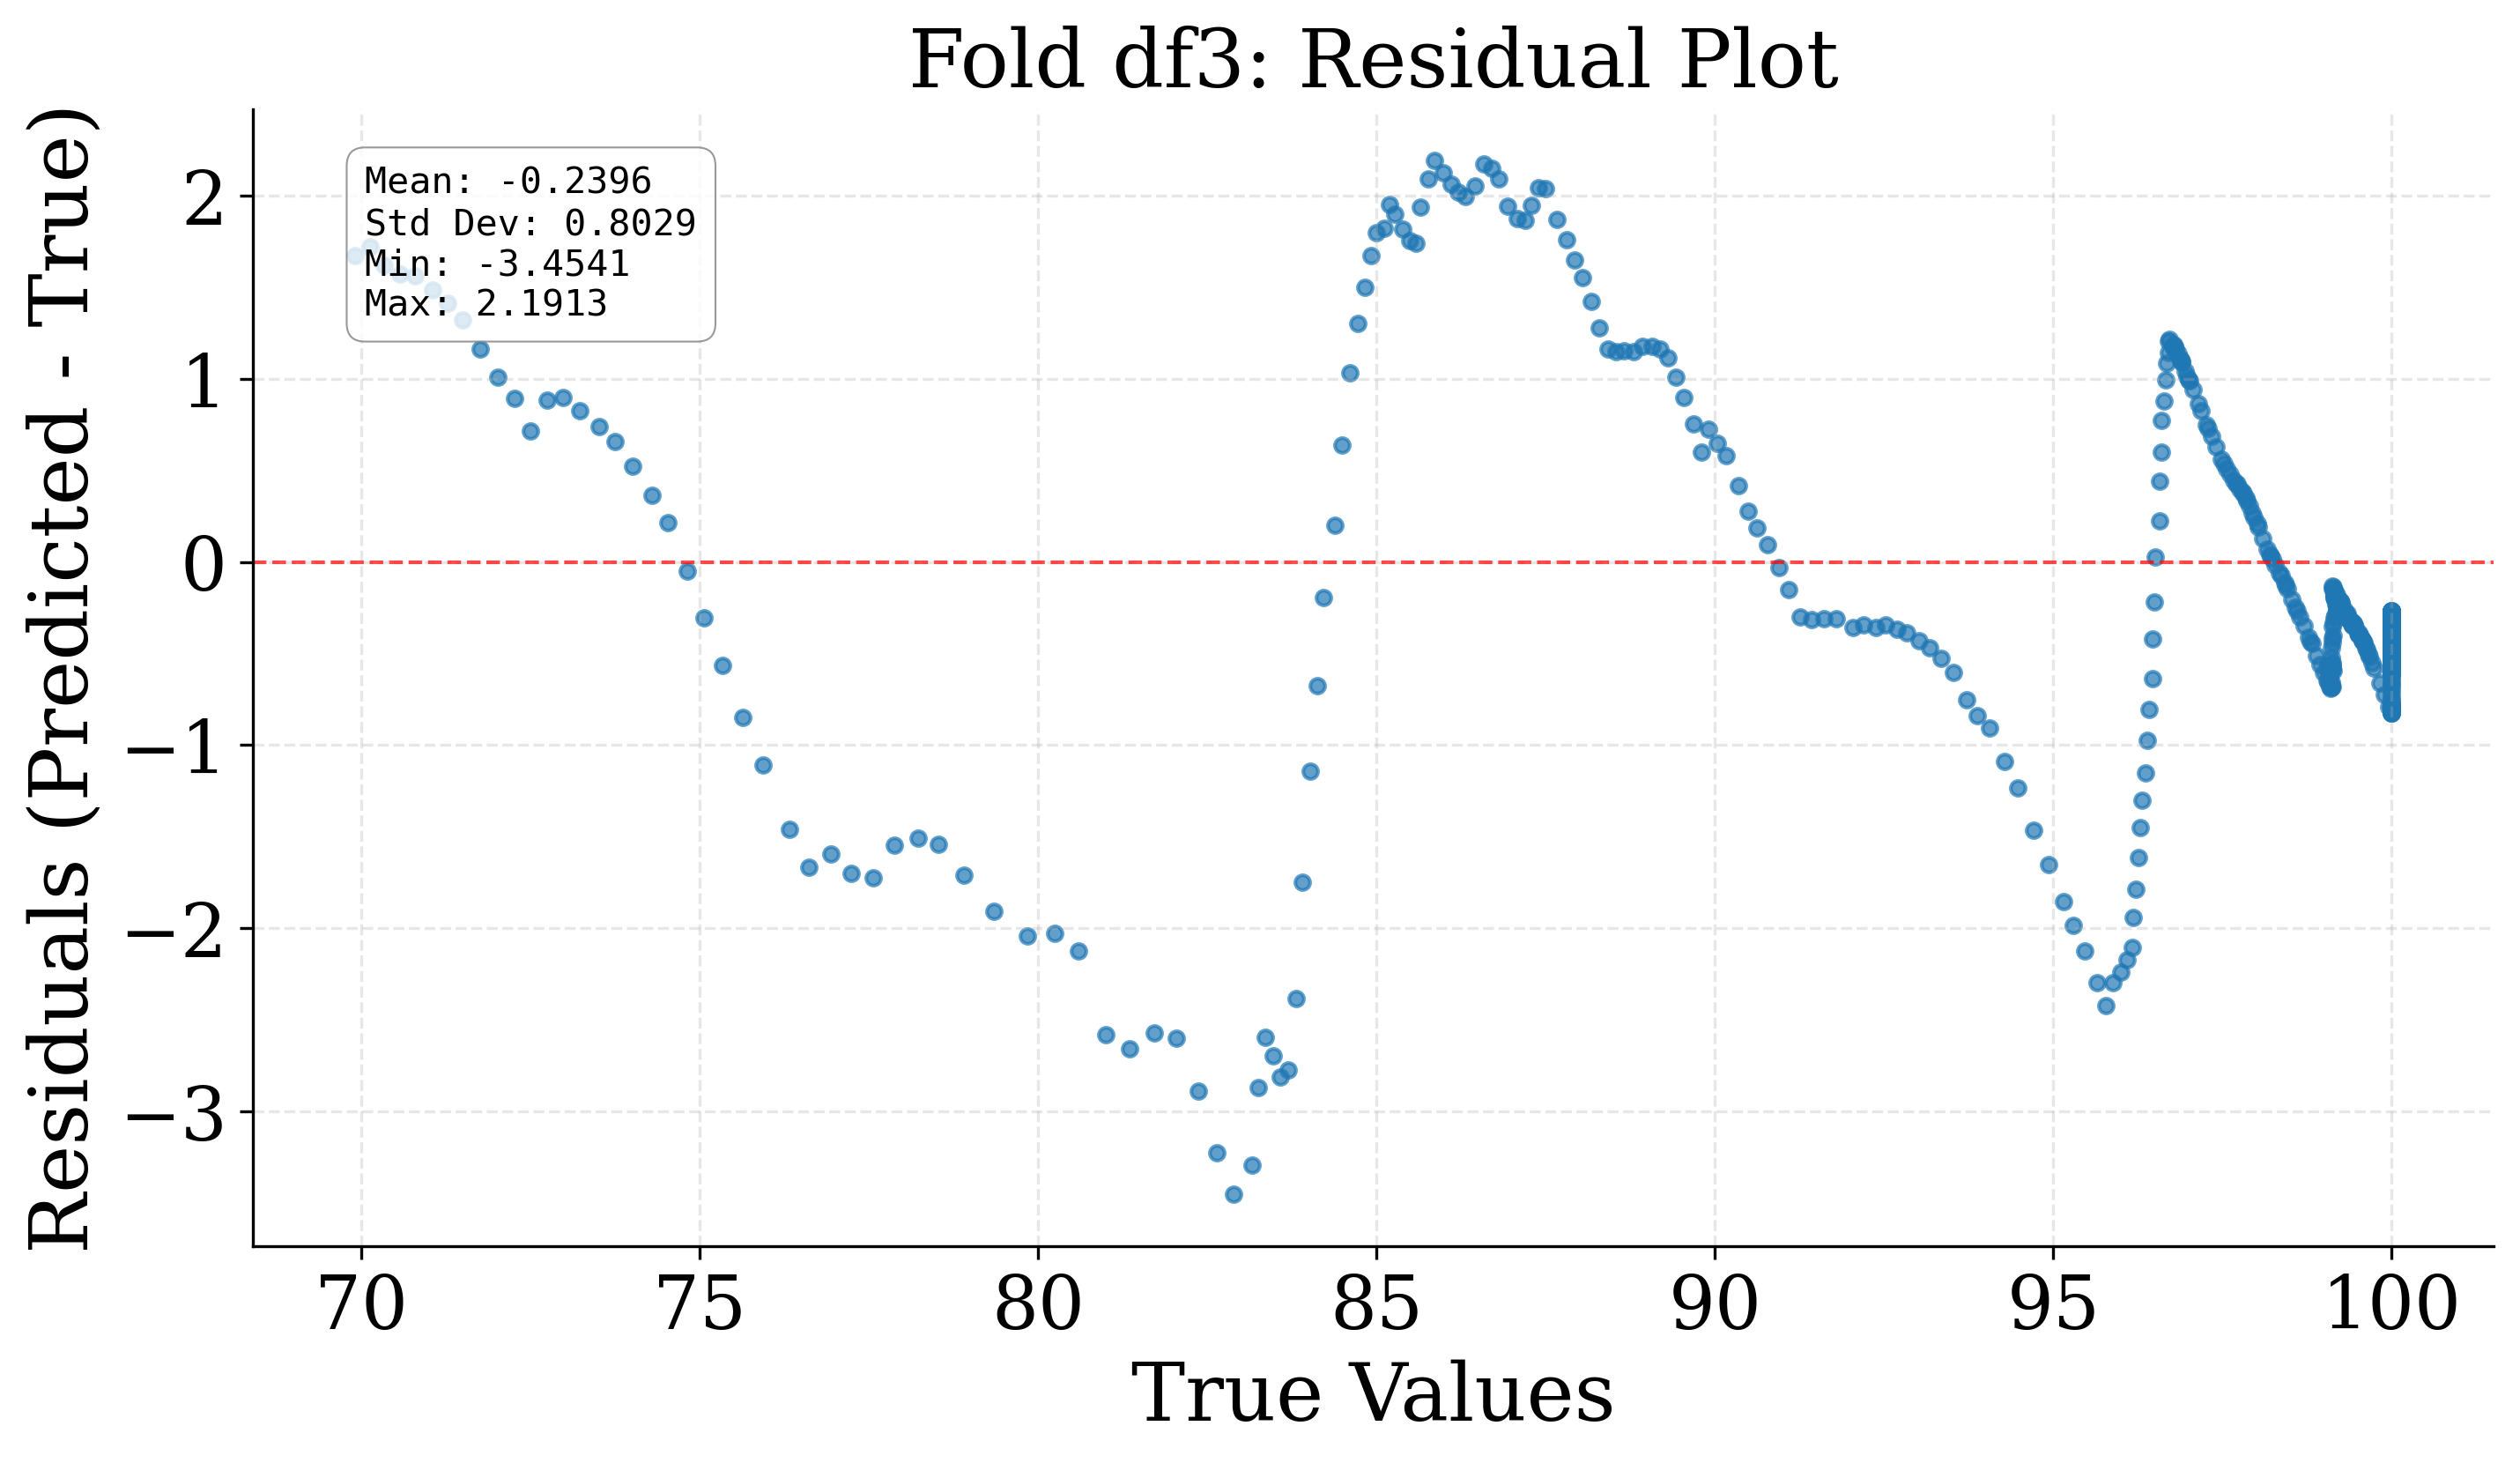 Fold df3: Residual Plot
Residuals (Predicted - True)
Mean: -0.2396
Std Dev: 0.8029
Min: -3.4541
Max: 2.1913
2
1
0
−1
−2
−3
70 75 80 85 90 95 100
True Values